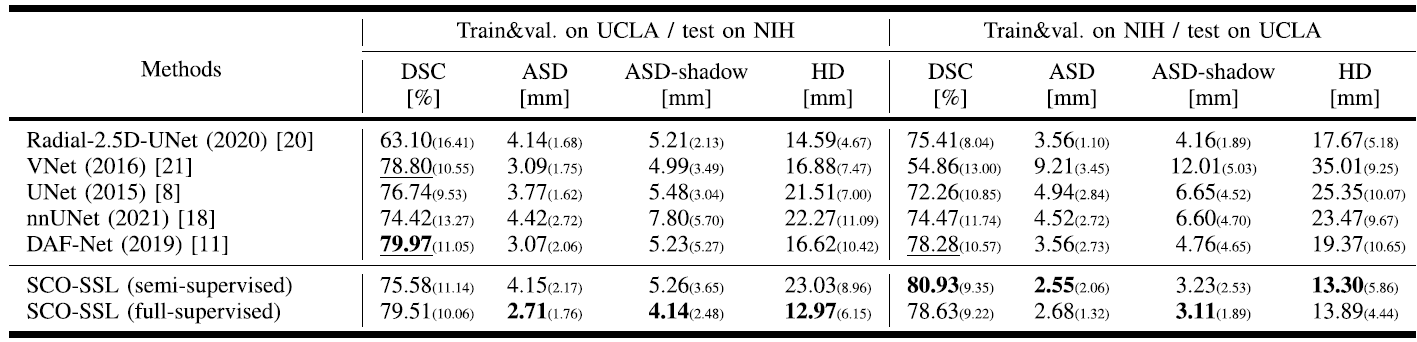 Train&val. on UCLA / test on NIH Train&val. on NIH / test on UCLA
Methods DSC ASD ASD-shadow HD DSC ASD ASD-shadow HD
[%] [mm] [mm] [mm] [%] [mm] [mm] [mm]
Radial-2.5D-UNet (2020) [20] 63.10(16.41) 4.14(1.68) 5.21(2.13) 14.59(4.67) 75.41(8.04) 3.56(1.10) 4.16(1.89) 17.67(5.18)
VNet (2016) [21] 78.80(10.55) 3.09(1.75) 4.99(3.49) 16.88(7.47) 54.86(13.00) 9.21(3.45) 12.01(5.03) 35.01(9.25)
UNet (2015) [8] 76.74(9.53) 3.77(1.62) 5.48(3.04) 21.51(7.00) 72.26(10.85) 4.94(2.84) 6.65(4.52) 25.35(10.07)
nnUNet (2021) [18] 74.42(13.27) 4.42(2.72) 7.80(5.70) 22.27(11.09) 74.47(11.74) 4.52(2.72) 6.60(4.70) 23.47(9.67)
DAF-Net (2019) [11] 79.97(11.05) 3.07(2.06) 5.23(5.27) 16.62(10.42) 78.28(10.57) 3.56(2.73) 4.76(4.65) 19.37(10.65)
SCO-SSL (semi-supervised) 75.58(11.14) 4.15(2.17) 5.26(3.65) 23.03(8.96) 80.93(9.35) 2.55(2.06) 3.23(2.53) 13.30(5.86)
SCO-SSL (full-supervised) 79.51(10.06) 2.71(1.76) 4.14(2.48) 12.97(6.15) 78.63(9.22) 2.68(1.32) 3.11(1.89) 13.89(4.44)